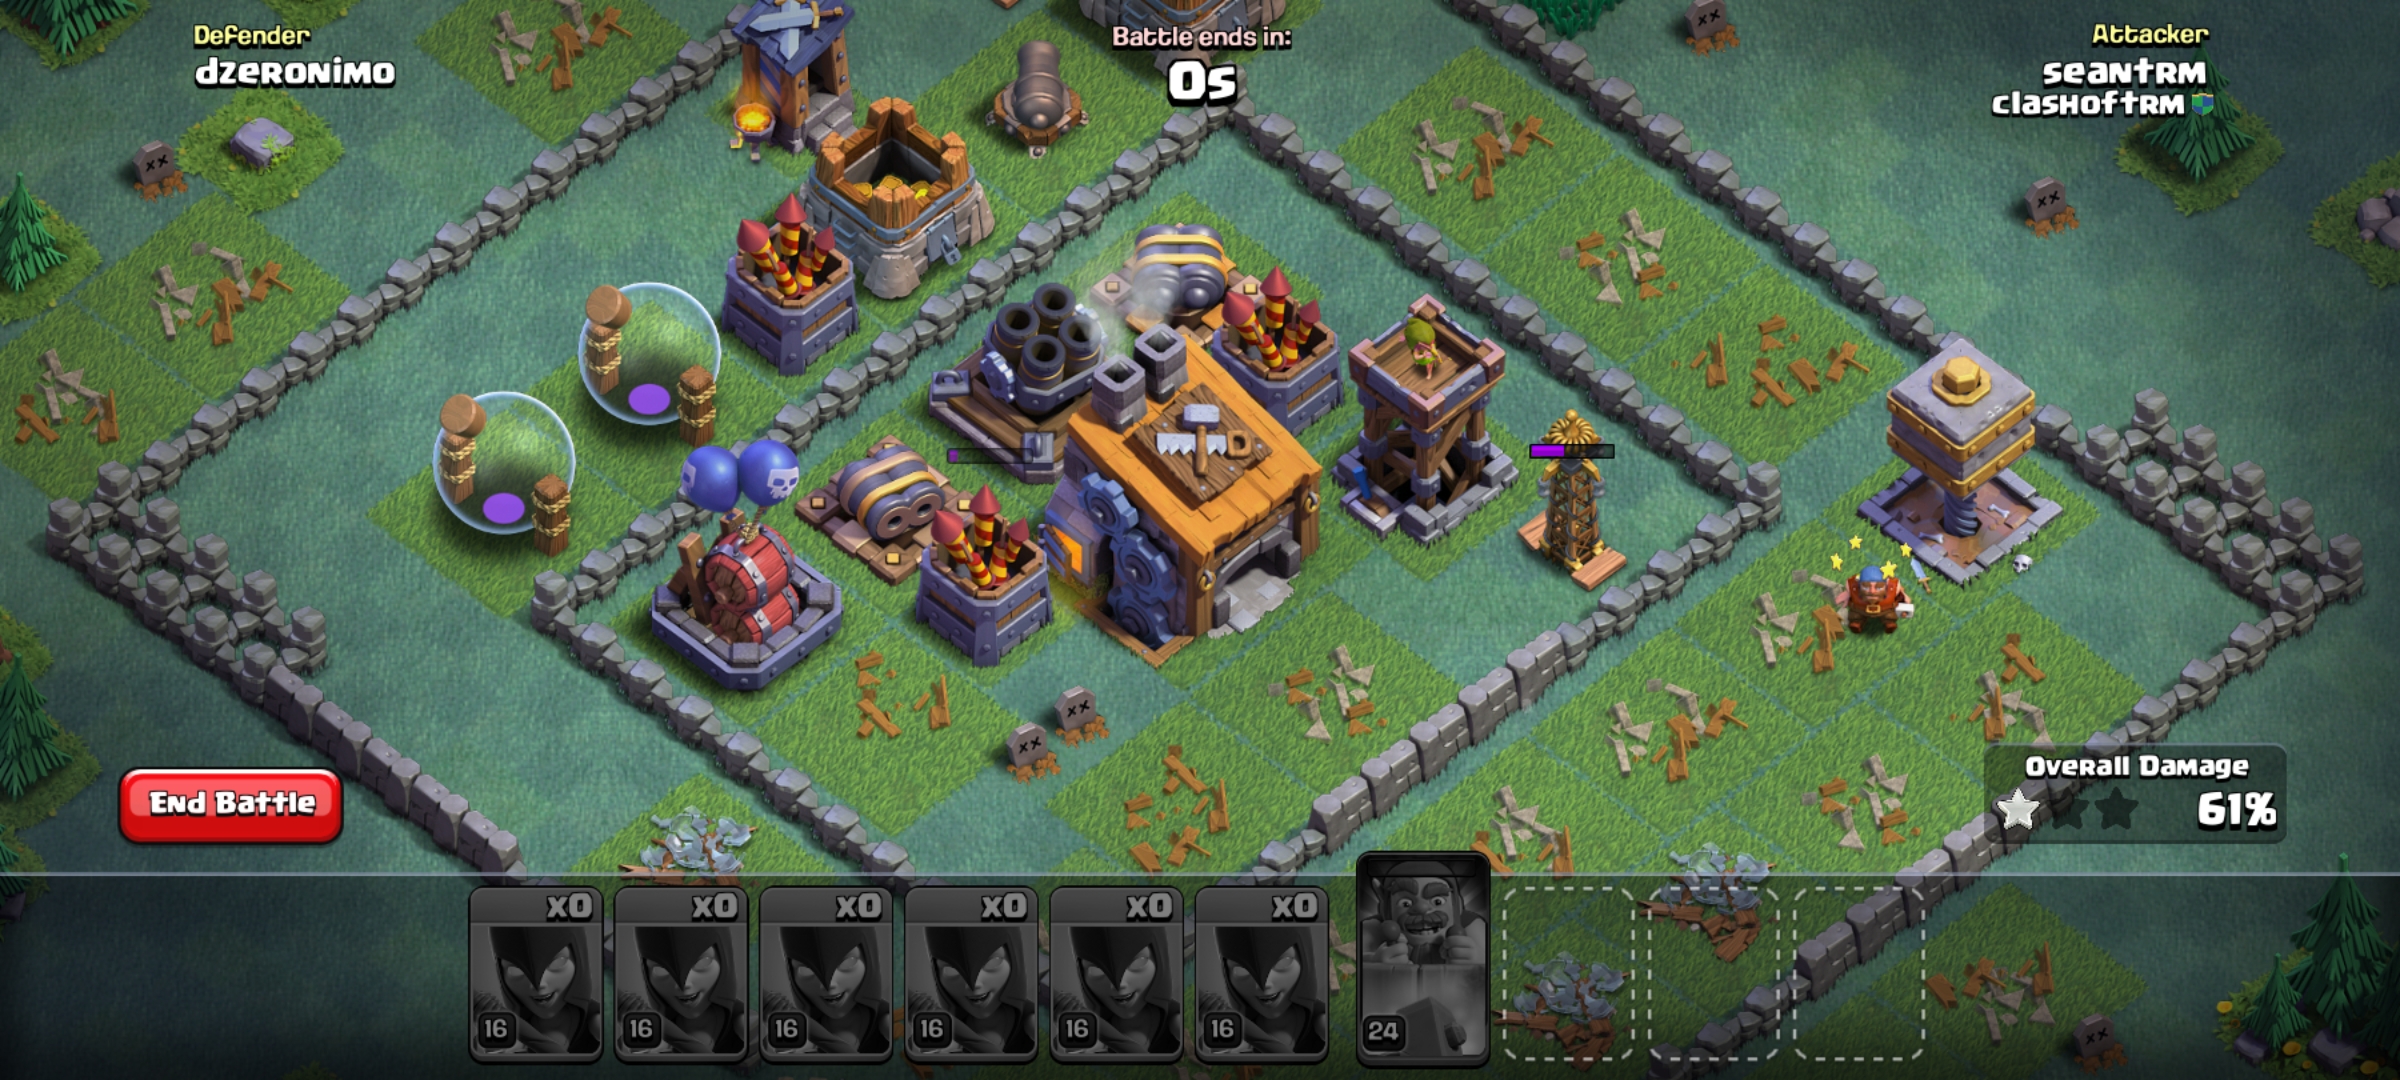 Defender
dzeronimo
Battle ends in:
0s
Attacker
seantrm
clashoftrm
End Battle
Overall Damage
61%
x0
x0
x0
x0
x0
x0
16
16
16
16
16
16
24